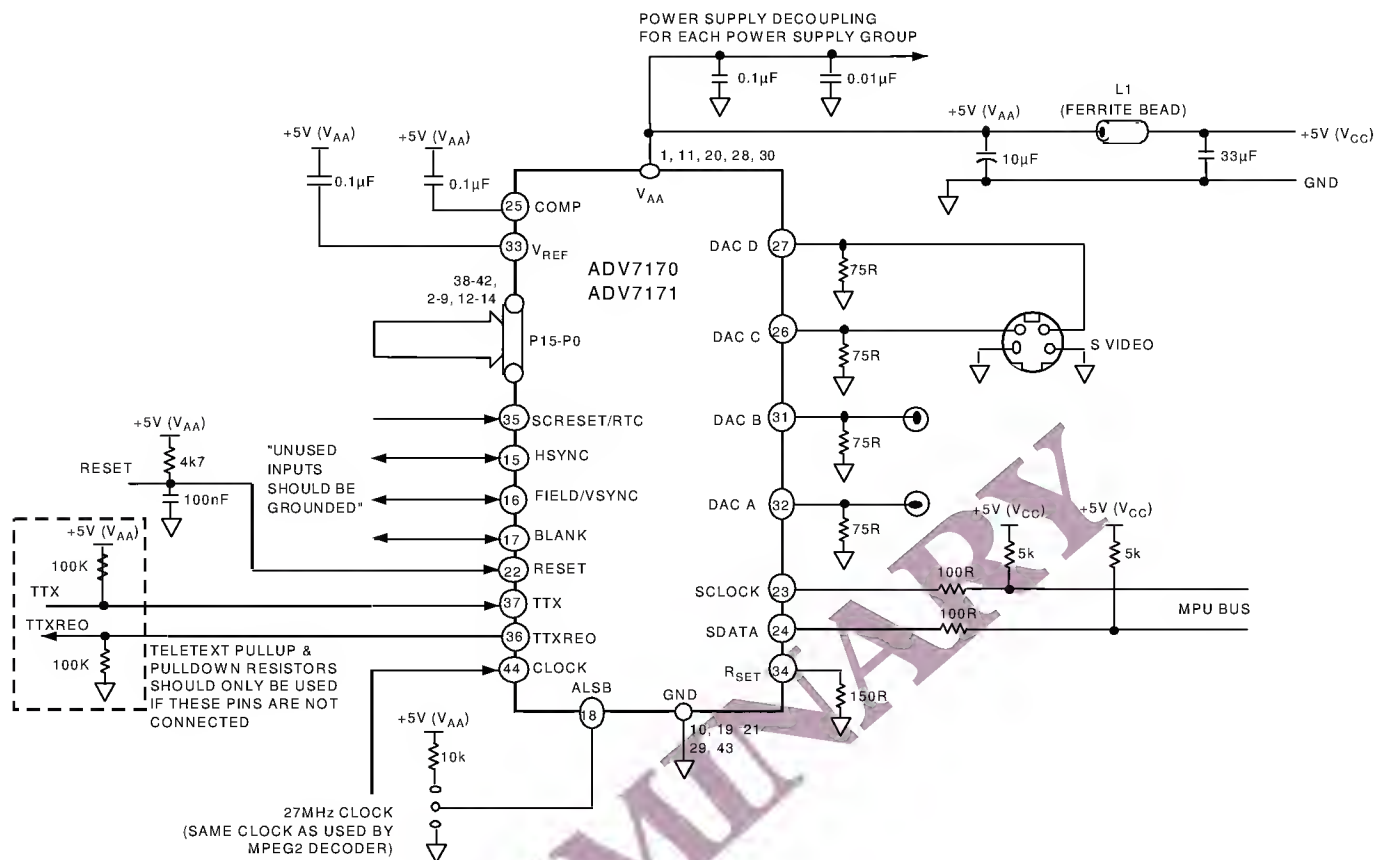 POWER SUPPLY DECOUPLING
FOR EACH POWER SUPPLY GROUP
0.1µF
0.01µF
L1
(FERRITE BEAD)
+5V (VAA)
+5V (VCC)
10µF
33µF
GND
+5V (VAA)
+5V (VAA)
0.1µF
0.1µF
1, 11, 20, 28, 30
VAA
25
COMP
33
VREF
ADV7170
ADV7171
38-42,
2-9, 12-14
P15-P0
DAC D
27
75R
DAC C
26
75R
S VIDEO
DAC B
31
75R
DAC A
32
75R
35
SCRESET/RTC
15
HSYNC
16
FIELD/VSYNC
17
BLANK
22
RESET
37
TTX
36
TTXREO
44
CLOCK
"UNUSED
INPUTS
SHOULD BE
GROUNDED"
+5V (VAA)
4k7
RESET
100nF
+5V (VAA)
100K
TTX
TTXREO
100K
TELETEXT PULLUP &
PULLDOWN RESISTORS
SHOULD ONLY BE USED
IF THESE PINS ARE NOT
CONNECTED
+5V (VCC)
+5V (VCC)
5k
5k
SCLOCK
23
100R
MPU BUS
SDATA
24
100R
RSET
34
150R
ALSB
18
GND
10, 19, 21
29, 43
+5V (VAA)
10k
27MHz CLOCK
(SAME CLOCK AS USED BY
MPEG2 DECODER)
MINARY